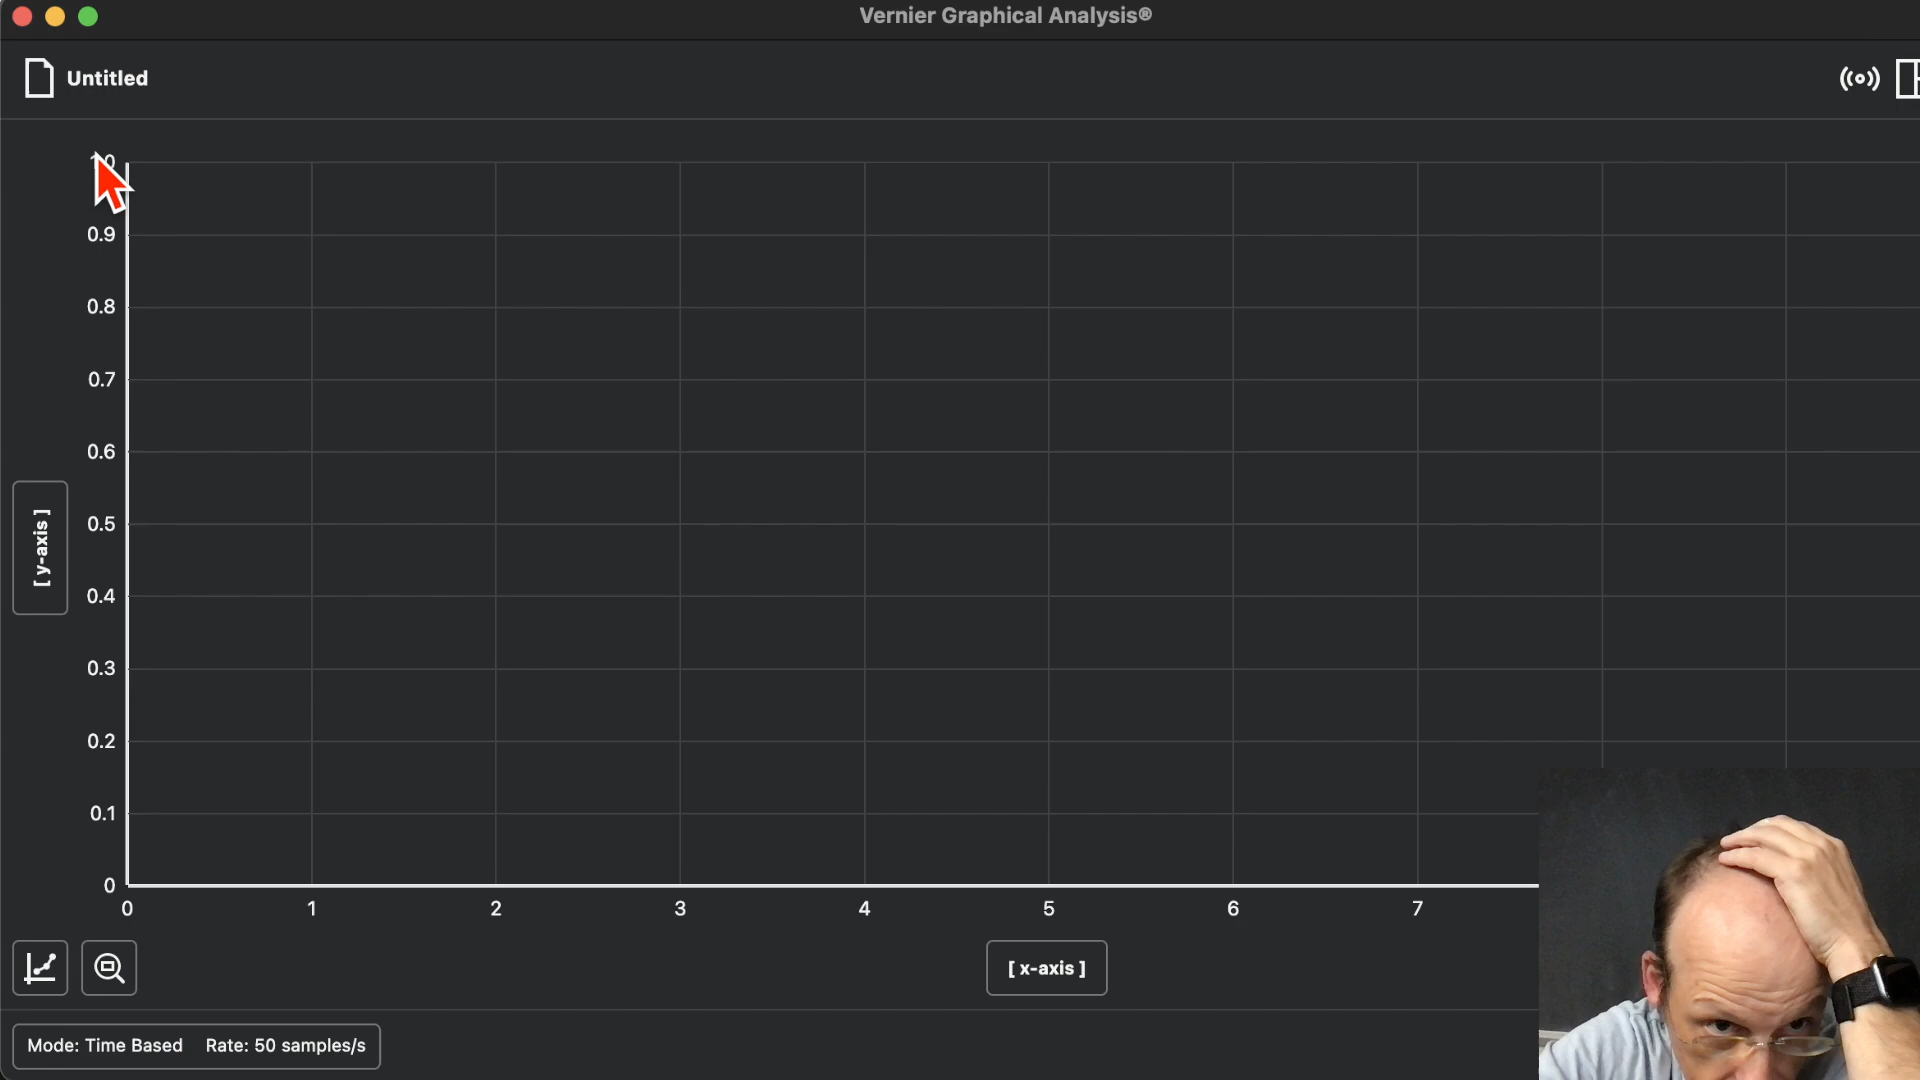 Vernier Graphical Analysis®
Untitled
0.9
0.8
0.7
0.6
0.5
0.4
0.3
0.2
0.1
0
[ y-axis ]
0 1 2 3 4 5 6 7
[ x-axis ]
Mode: Time Based Rate: 50 samples/s